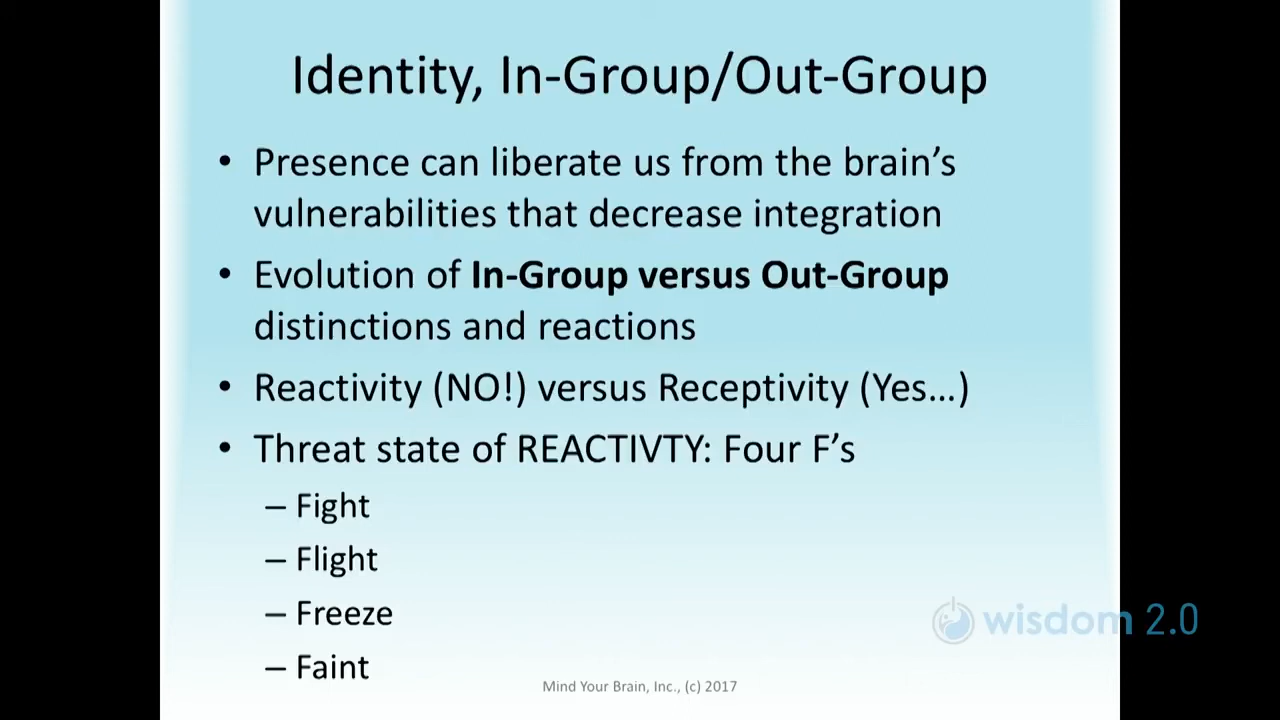 Identity, In-Group/Out-Group
• Presence can liberate us from the brain’s
vulnerabilities that decrease integration
• Evolution of In-Group versus Out-Group
distinctions and reactions
• Reactivity (NO!) versus Receptivity (Yes…)
• Threat state of REACTIVTY: Four F’s
– Fight
– Flight
– Freeze
– Faint
wisdom 2.0
Mind Your Brain, Inc., (c) 2017